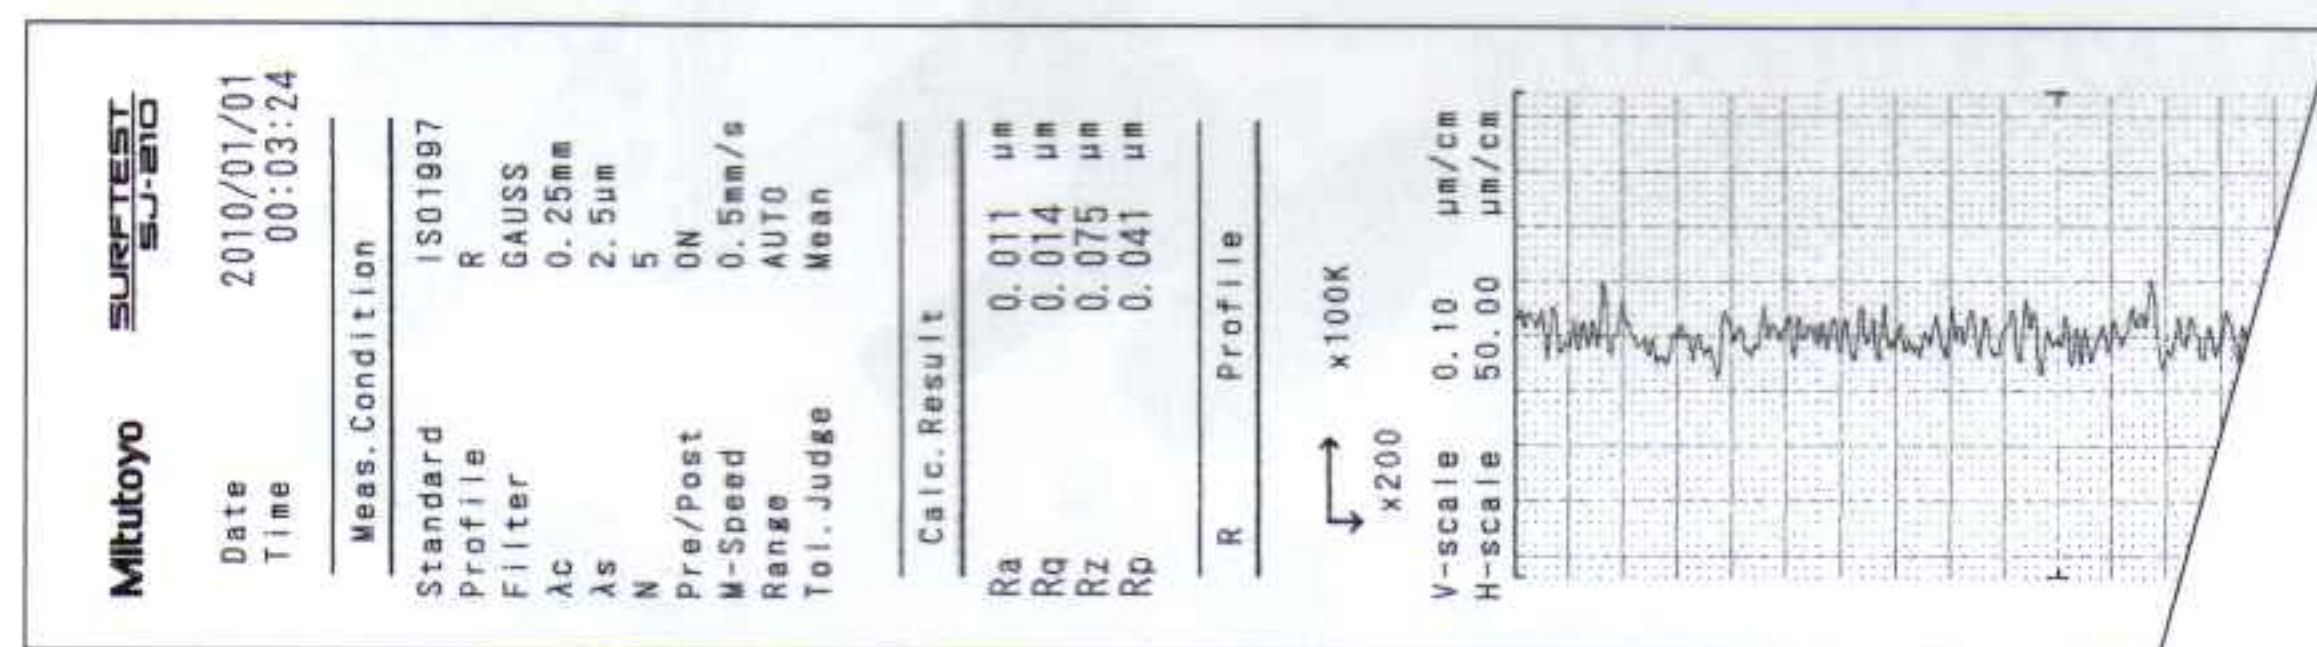 Mitutoyo SURFTEST
SJ-210
Date 2010/01/01
Time 00:03:24
Meas.Condition
Standard ISO1997
Profile R
Filter GAUSS
λc 0.25mm
λs 2.5μm
N 5
Pre/Post ON
M-Speed 0.5mm/s
Range AUTO
Tol.Judge Mean
Calc.Result
Ra 0.011 μm
Rq 0.014 μm
Rz 0.075 μm
Rp 0.041 μm
R Profile
x100K
x200
V-scale 0.10 μm/cm
H-scale 50.00 μm/cm